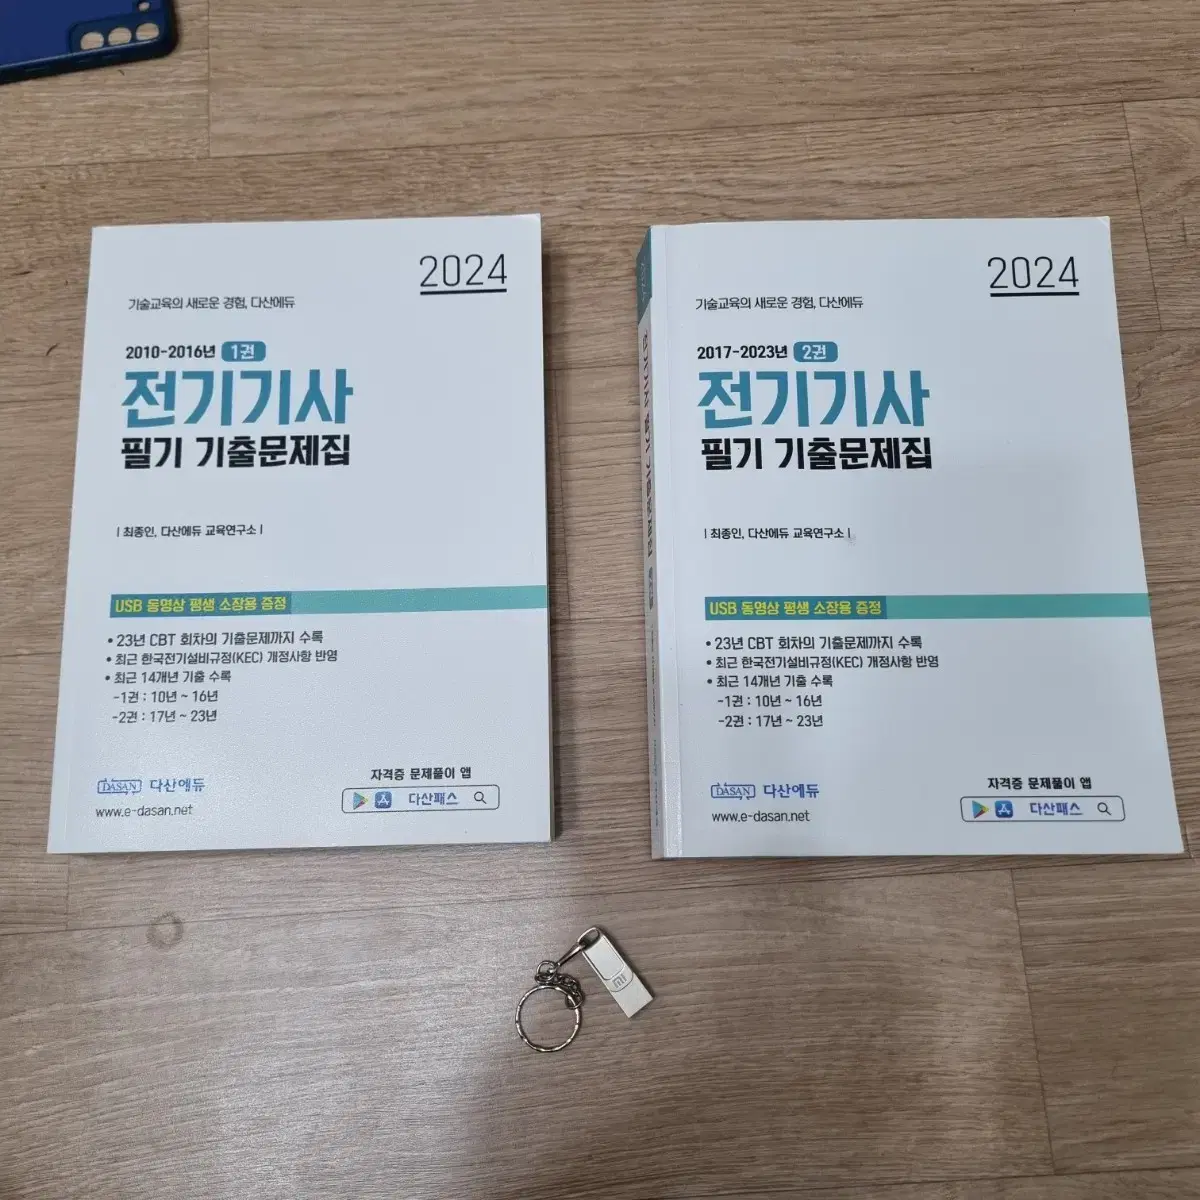 2024
기술교육의 새로운 경험, 다산에듀
2010-2016년 1권
전기기사
필기 기출문제집
| 최종인, 다산에듀 교육연구소 |
USB 동영상 평생 소장용 증정
• 23년 CBT 회차의 기출문제까지 수록
• 최근 한국전기설비규정(KEC) 개정사항 반영
• 최근 14개년 기출 수록
-1권 : 10년 ~ 16년
-2권 : 17년 ~ 23년
DASAN 다산에듀
www.e-dasan.net
자격증 문제풀이 앱
다산패스
2024
기술교육의 새로운 경험, 다산에듀
2017-2023년 2권
전기기사
필기 기출문제집
| 최종인, 다산에듀 교육연구소 |
USB 동영상 평생 소장용 증정
• 23년 CBT 회차의 기출문제까지 수록
• 최근 한국전기설비규정(KEC) 개정사항 반영
• 최근 14개년 기출 수록
-1권 : 10년 ~ 16년
-2권 : 17년 ~ 23년
DASAN 다산에듀
www.e-dasan.net
자격증 문제풀이 앱
다산패스
전기기사 필기 기출문제집
mi